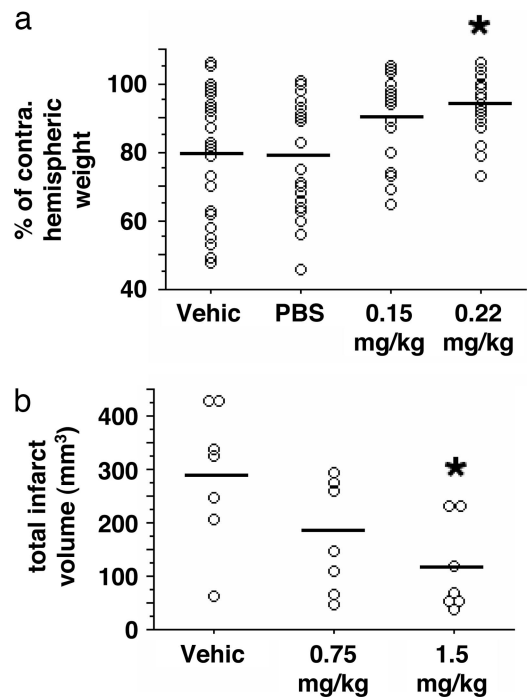 a
★
% of contra.
hemispheric
weight
100
80
60
40
Vehic PBS 0.15 0.22
mg/kg mg/kg
b
★
total infarct
volume (mm³)
400
300
200
100
0
Vehic 0.75 1.5
mg/kg mg/kg